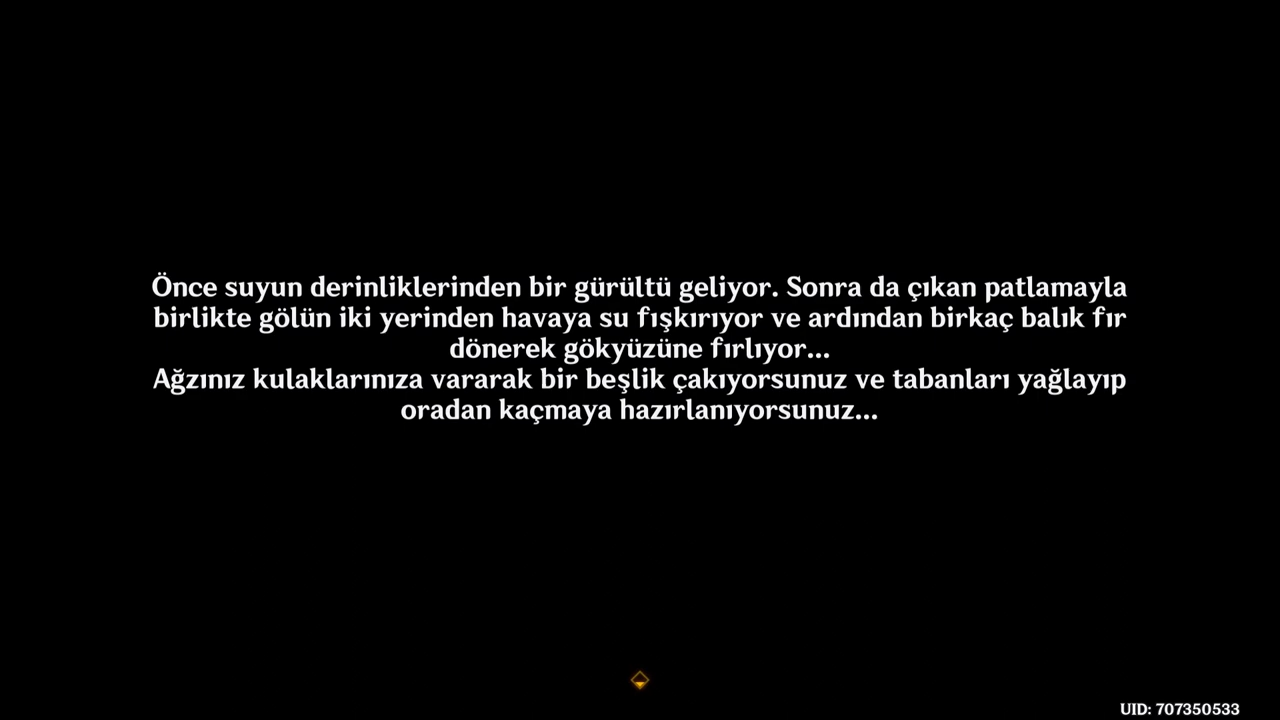 Önce suyun derinliklerinden bir gürültü geliyor. Sonra da çıkan patlamayla
birlikte gölün iki yerinden havaya su fışkırıyor ve ardından birkaç balık fır
dönerek gökyüzüne fırlıyor...
Ağzınız kulaklarınıza vararak bir beşlik çakıyorsunuz ve tabanları yağlayıp
oradan kaçmaya hazırlanıyorsunuz...
UID: 707350533